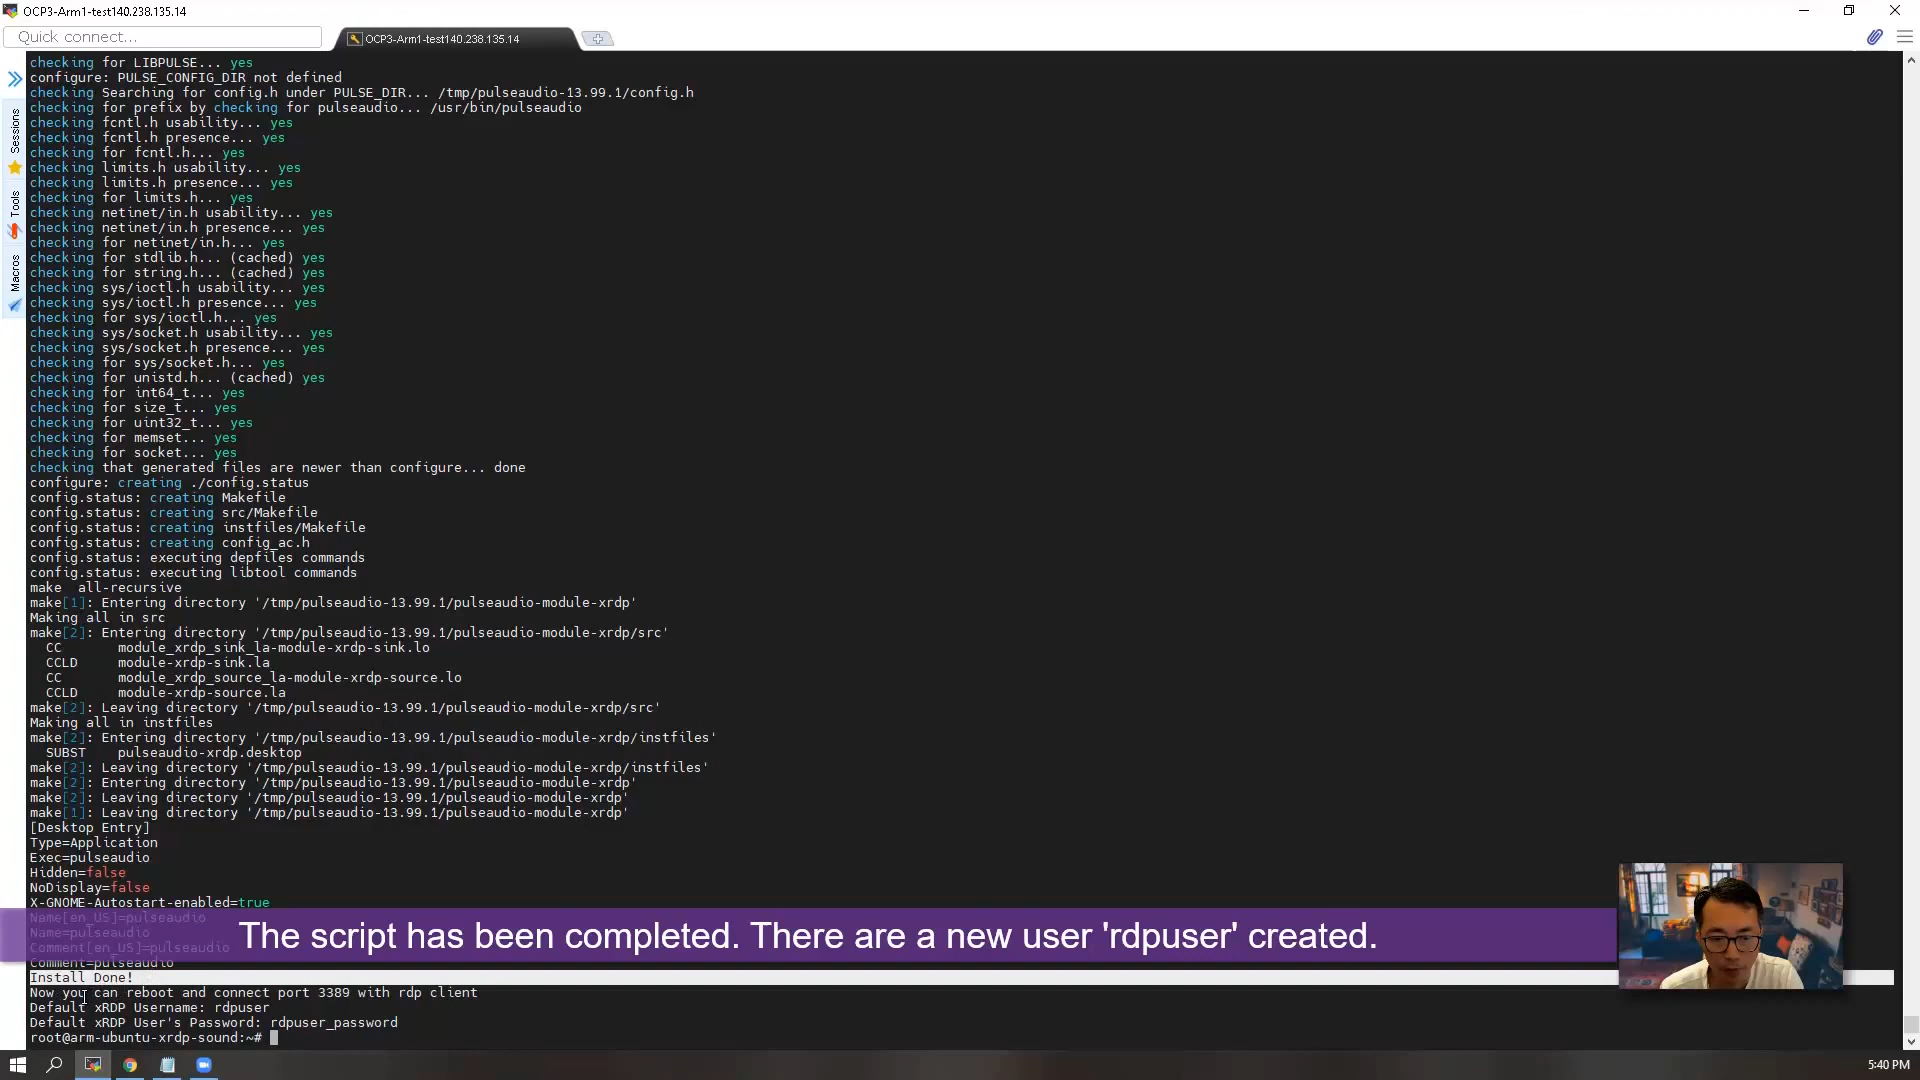 OCP3-Arm1-test140.238.135.14
Quick connect...
OCP3-Arm1-test140.238.135.14
Sessions
Tools
Macros
checking for LIBPULSE... yes
configure: PULSE_CONFIG_DIR not defined
checking Searching for config.h under PULSE_DIR... /tmp/pulseaudio-13.99.1/config.h
checking for prefix by checking for pulseaudio... /usr/bin/pulseaudio
checking fcntl.h usability... yes
checking fcntl.h presence... yes
checking for fcntl.h... yes
checking limits.h usability... yes
checking limits.h presence... yes
checking for limits.h... yes
checking netinet/in.h usability... yes
checking netinet/in.h presence... yes
checking for netinet/in.h... yes
checking for stdlib.h... (cached) yes
checking for string.h... (cached) yes
checking sys/ioctl.h usability... yes
checking sys/ioctl.h presence... yes
checking for sys/ioctl.h... yes
checking sys/socket.h usability... yes
checking sys/socket.h presence... yes
checking for sys/socket.h... yes
checking for unistd.h... (cached) yes
checking for int64_t... yes
checking for size_t... yes
checking for uint32_t... yes
checking for memset... yes
checking for socket... yes
checking that generated files are newer than configure... done
configure: creating ./config.status
config.status: creating Makefile
config.status: creating src/Makefile
config.status: creating instfiles/Makefile
config.status: creating config_ac.h
config.status: executing depfiles commands
config.status: executing libtool commands
make  all-recursive
make[1]: Entering directory '/tmp/pulseaudio-13.99.1/pulseaudio-module-xrdp'
Making all in src
make[2]: Entering directory '/tmp/pulseaudio-13.99.1/pulseaudio-module-xrdp/src'
CC       module_xrdp_sink_la-module-xrdp-sink.lo
CCLD     module-xrdp-sink.la
CC       module_xrdp_source_la-module-xrdp-source.lo
CCLD     module-xrdp-source.la
make[2]: Leaving directory '/tmp/pulseaudio-13.99.1/pulseaudio-module-xrdp/src'
Making all in instfiles
make[2]: Entering directory '/tmp/pulseaudio-13.99.1/pulseaudio-module-xrdp/instfiles'
SUBST    pulseaudio-xrdp.desktop
make[2]: Leaving directory '/tmp/pulseaudio-13.99.1/pulseaudio-module-xrdp/instfiles'
make[2]: Entering directory '/tmp/pulseaudio-13.99.1/pulseaudio-module-xrdp'
make[2]: Leaving directory '/tmp/pulseaudio-13.99.1/pulseaudio-module-xrdp'
make[1]: Leaving directory '/tmp/pulseaudio-13.99.1/pulseaudio-module-xrdp'
[Desktop Entry]
Type=Application
Exec=pulseaudio
Hidden=false
NoDisplay=false
X-GNOME-Autostart-enabled=true
Name[en_US]=pulseaudio
Name=pulseaudio
The script has been completed. There are a new user 'rdpuser' created.
Comment[en_US]=pulseaudio
Comment=pulseaudio
Install Done!
Now you can reboot and connect port 3389 with rdp client
Default xRDP Username: rdpuser
Default xRDP User's Password: rdpuser_password
root@arm-ubuntu-xrdp-sound:~#
5:40 PM